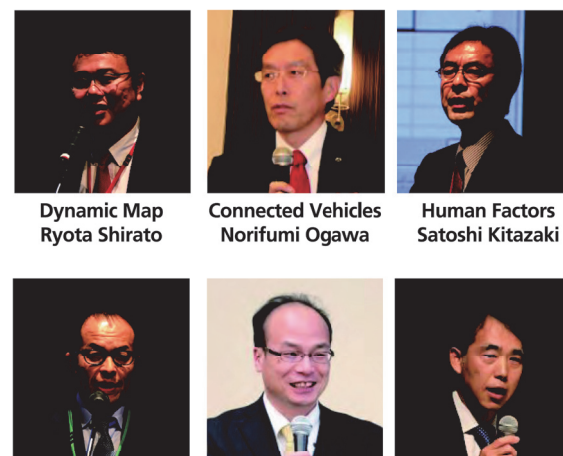 Dynamic Map
Ryota Shirato
Connected Vehicles
Norifumi Ogawa
Human Factors
Satoshi Kitazaki